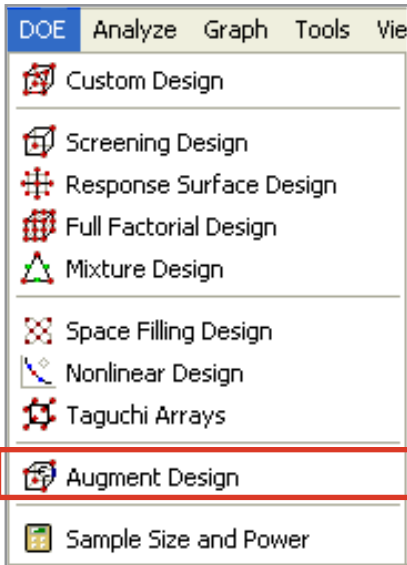 DOE Analyze Graph Tools Vie
Custom Design
Screening Design
Response Surface Design
Full Factorial Design
Mixture Design
Space Filling Design
Nonlinear Design
Taguchi Arrays
Augment Design
Sample Size and Power